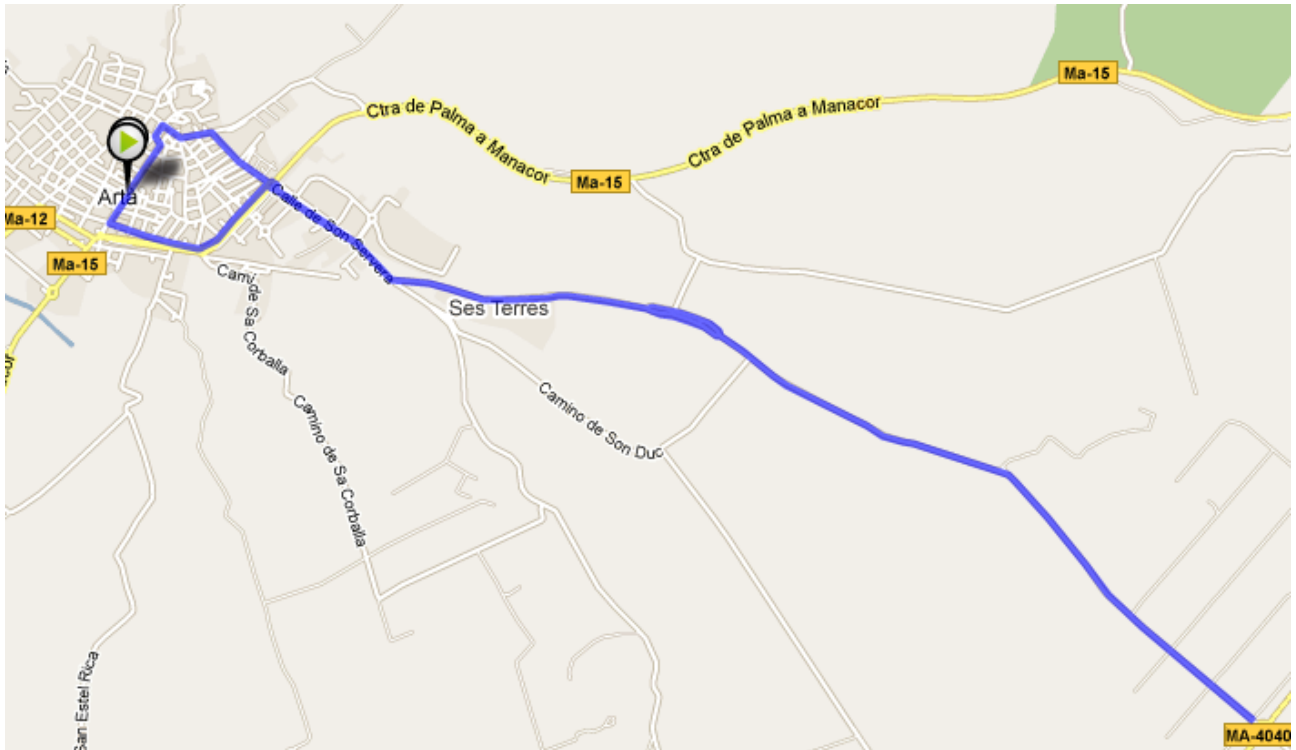 Ma-15
Ctra de Palma a Manacor
Ctra de Palma a Manacor
Ma-15
Arta
Ma-12
Ma-15
Calle de Son Servera
Cami de Sa Corballa
Ses Terres
Camino de Son Duc
Camino de Sa Corballa
San Estel Rica
MA-4040